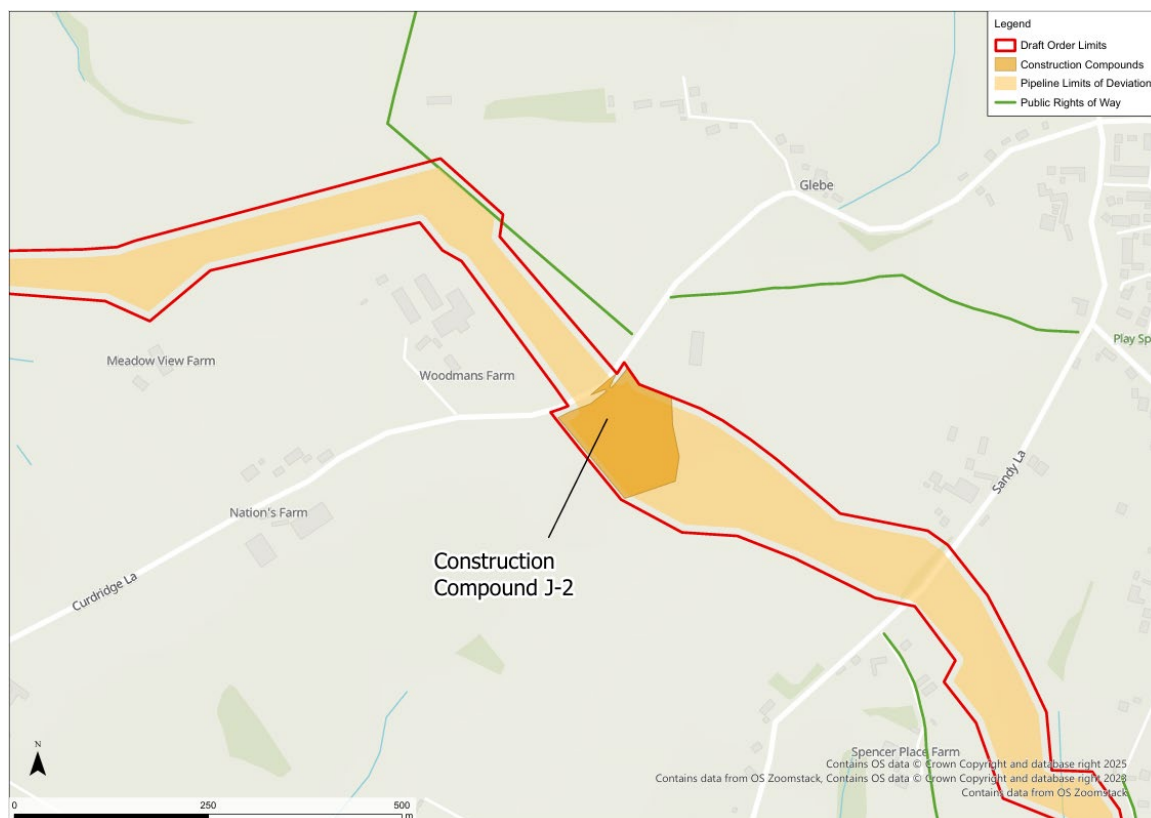 Legend
Draft Order Limits
Construction Compounds
Pipeline Limits of Deviation
Public Rights of Way
Glebe
Play Sp
Meadow View Farm
Woodmans Farm
Sandy La
Nation's Farm
Construction
Compound J-2
Curdridge La
Spencer Place Farm
N
Contains OS data © Crown Copyright and database right 2025
Contains data from OS Zoomstack, Contains OS data © Crown Copyright and database right 2023
Contains data from OS Zoomstack
0 250 500
m